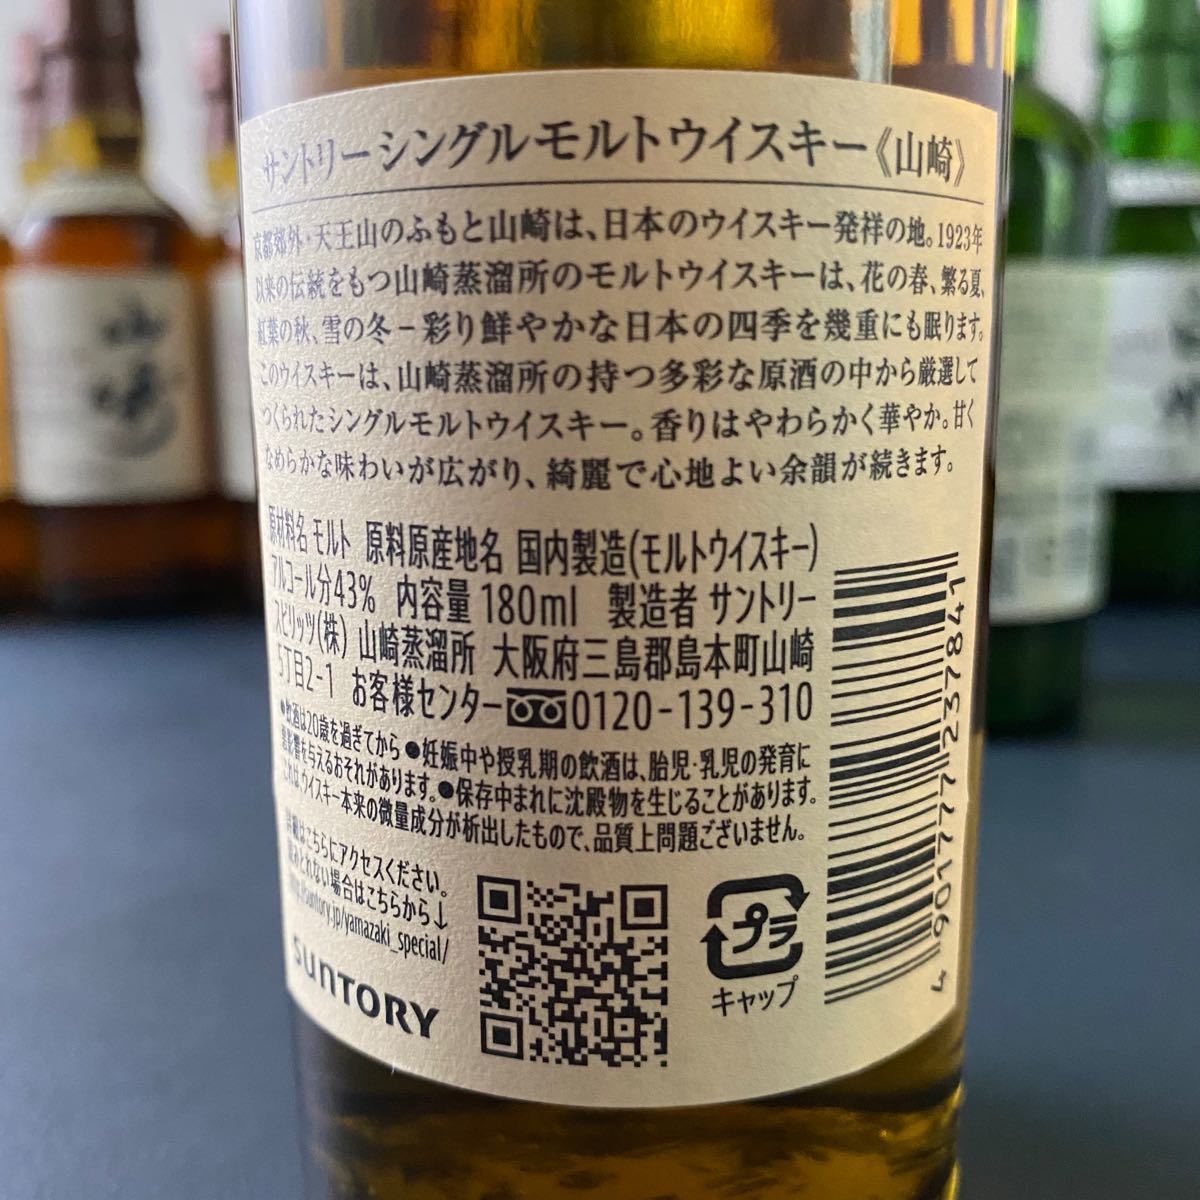 サントリーシングルモルトウイスキー《山崎》
京都郊外・天王山のふもと山崎は、日本のウイスキー発祥の地。1923年
以来の伝統をもつ山崎蒸溜所のモルトウイスキーは、花の春、繁る夏、
紅葉の秋、雪の冬－彩り鮮やかな日本の四季を幾重にも眠ります。
このウイスキーは、山崎蒸溜所の持つ多彩な原酒の中から厳選して
つくられたシングルモルトウイスキー。香りはやわらかく華やか。甘く
なめらかな味わいが広がり、綺麗で心地よい余韻が続きます。
原材料名 モルト 原料原産地名 国内製造(モルトウイスキー)
アルコール分43% 内容量 180ml 製造者 サントリー
スピリッツ(株) 山崎蒸溜所 大阪府三島郡島本町山崎
5丁目2-1 お客様センター 0120-139-310
●飲酒は20歳を過ぎてから ●妊娠中や授乳期の飲酒は、胎児・乳児の発育に
悪影響を与えるおそれがあります。●保存中まれに沈殿物を生じることがあります。
これは、ウイスキー本来の微量成分が析出したもので、品質上問題ございません。
詳細はこちらにアクセスください。
読みとれない場合はこちらから↓
http://suntory.jp/yamazaki_special/
SUNTORY
プラ
キャップ
4 901777 237841
山崎